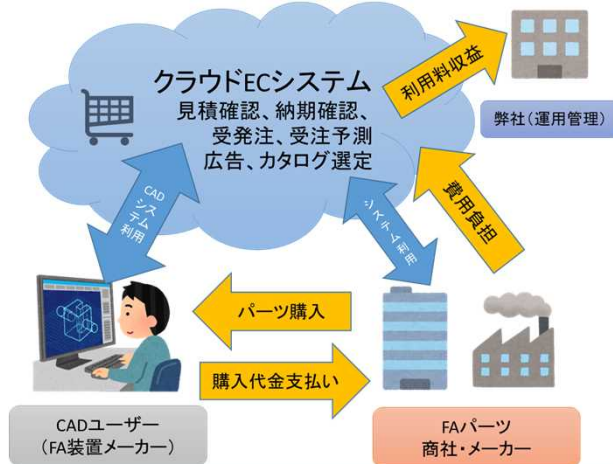 クラウドECシステム
見積確認、納期確認、
受発注、受注予測
広告、カタログ選定
利用料収益
弊社(運用管理)
CAD
システム
利用
システム利用
費用負担
パーツ購入
購入代金支払い
CADユーザー
(FA装置メーカー)
FAパーツ
商社・メーカー